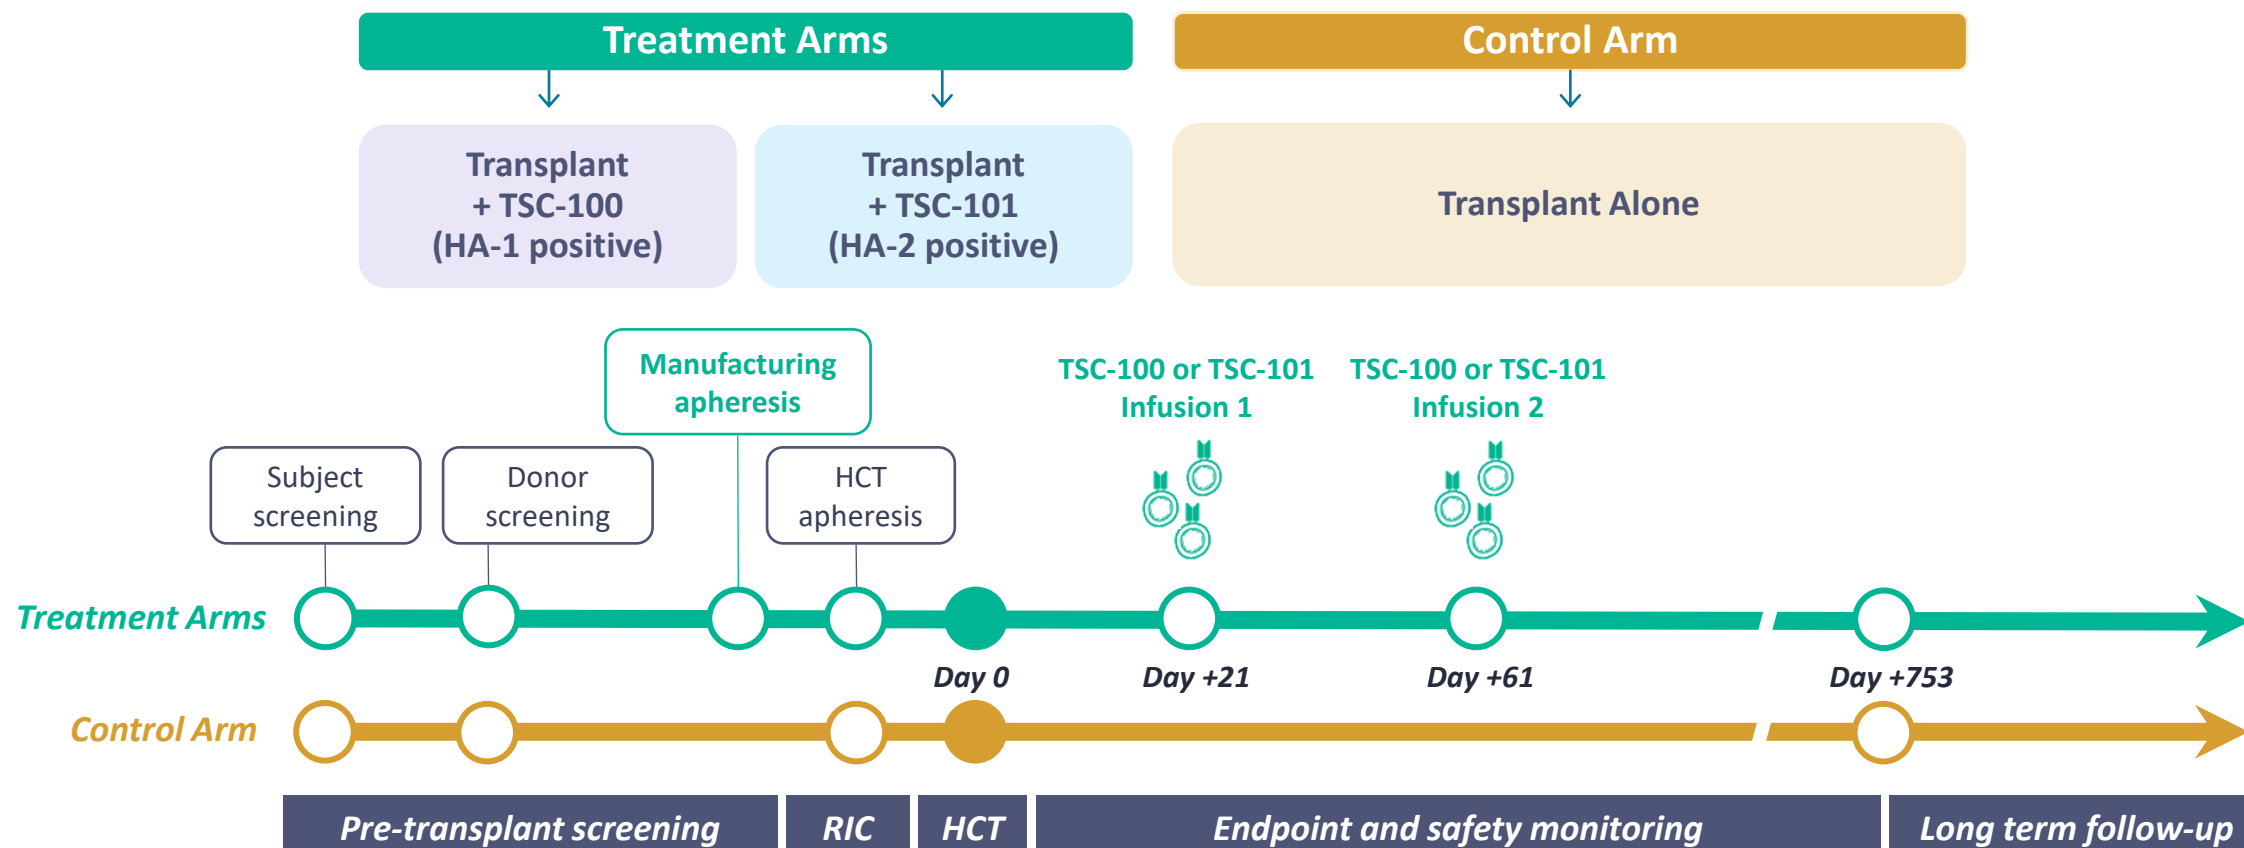 Treatment Arms
Control Arm
Transplant
+ TSC-100
(HA-1 positive)
Transplant
+ TSC-101
(HA-2 positive)
Transplant Alone
Manufacturing
apheresis
TSC-100 or TSC-101
Infusion 1
TSC-100 or TSC-101
Infusion 2
Subject
screening
Donor
screening
HCT
apheresis
Treatment Arms
Day 0
Day +21
Day +61
Day +753
Control Arm
Pre-transplant screening
RIC
HCT
Endpoint and safety monitoring
Long term follow-up